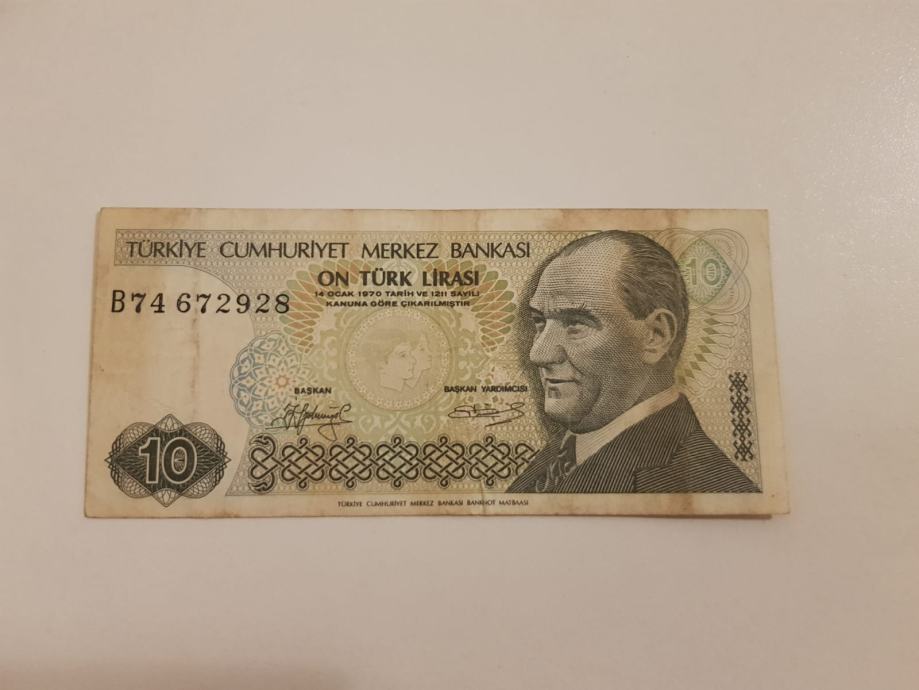 TÜRKİYE CUMHURİYET MERKEZ BANKASI
ON TÜRK LİRASI
14 OCAK 1970 TARİH VE 1211 SAYILI
KANUNA GÖRE ÇIKARILMIŞTIR
B74 672928
10
BAŞKAN
BAŞKAN YARDIMCISI
10
TÜRKİYE CUMHURİYET MERKEZ BANKASI BANKNOT MATBAASI